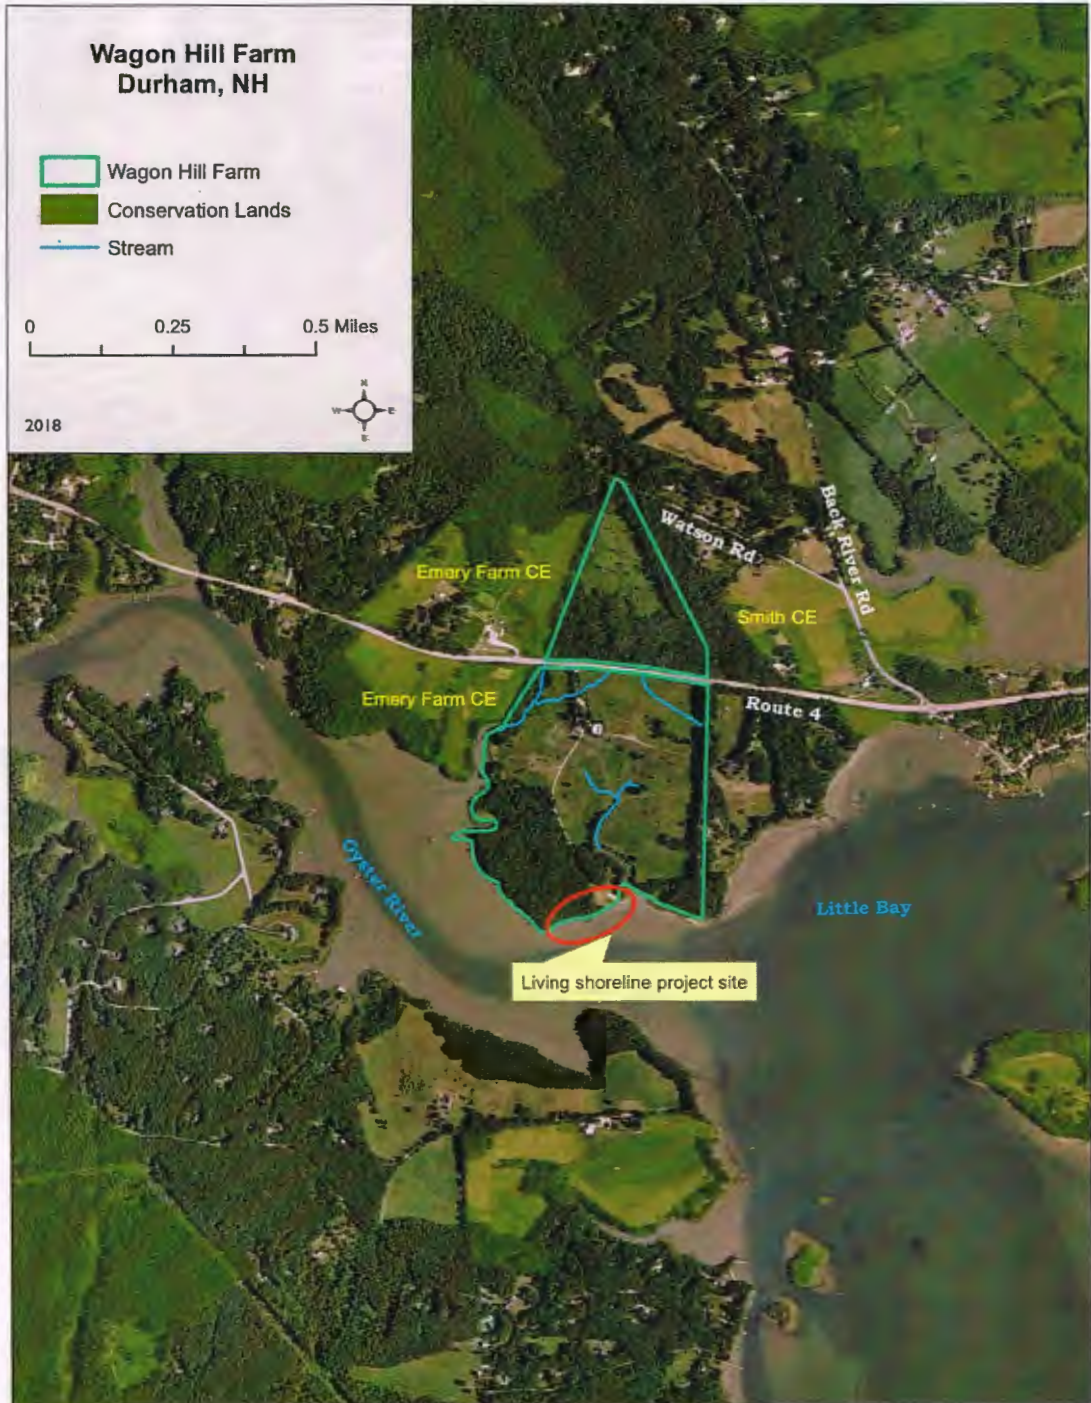 Wagon Hill Farm
Durham, NH
Wagon Hill Farm
Conservation Lands
Stream
0 0.25 0.5 Miles
N
W E
S
2018
Watson Rd
Back River Rd
Emery Farm CE
Smith CE
Emery Farm CE
Route 4
Oyster River
Little Bay
Living shoreline project site